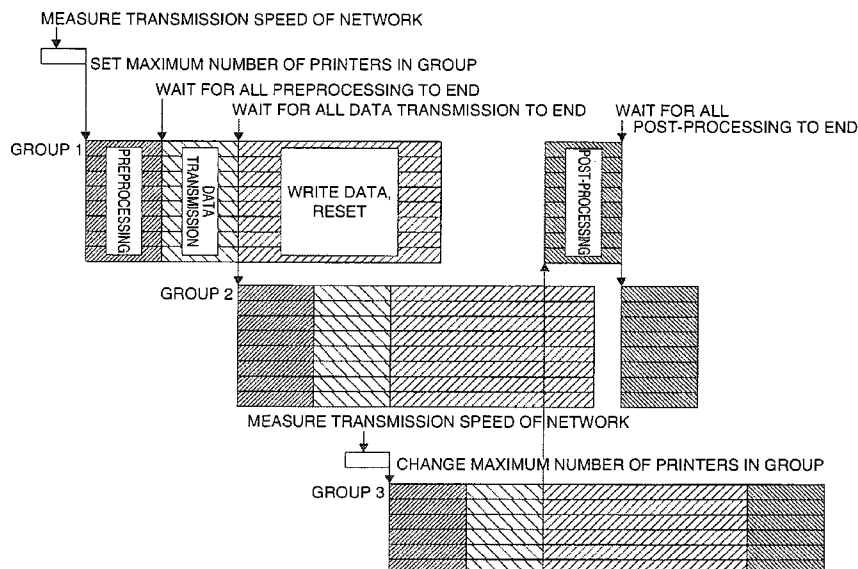 MEASURE TRANSMISSION SPEED OF NETWORK
SET MAXIMUM NUMBER OF PRINTERS IN GROUP
WAIT FOR ALL PREPROCESSING TO END
WAIT FOR ALL DATA TRANSMISSION TO END
WAIT FOR ALL
POST-PROCESSING TO END
GROUP 1
PREPROCESSING
DATA
TRANSMISSION
WRITE DATA,
RESET
POST-PROCESSING
GROUP 2
MEASURE TRANSMISSION SPEED OF NETWORK
CHANGE MAXIMUM NUMBER OF PRINTERS IN GROUP
GROUP 3